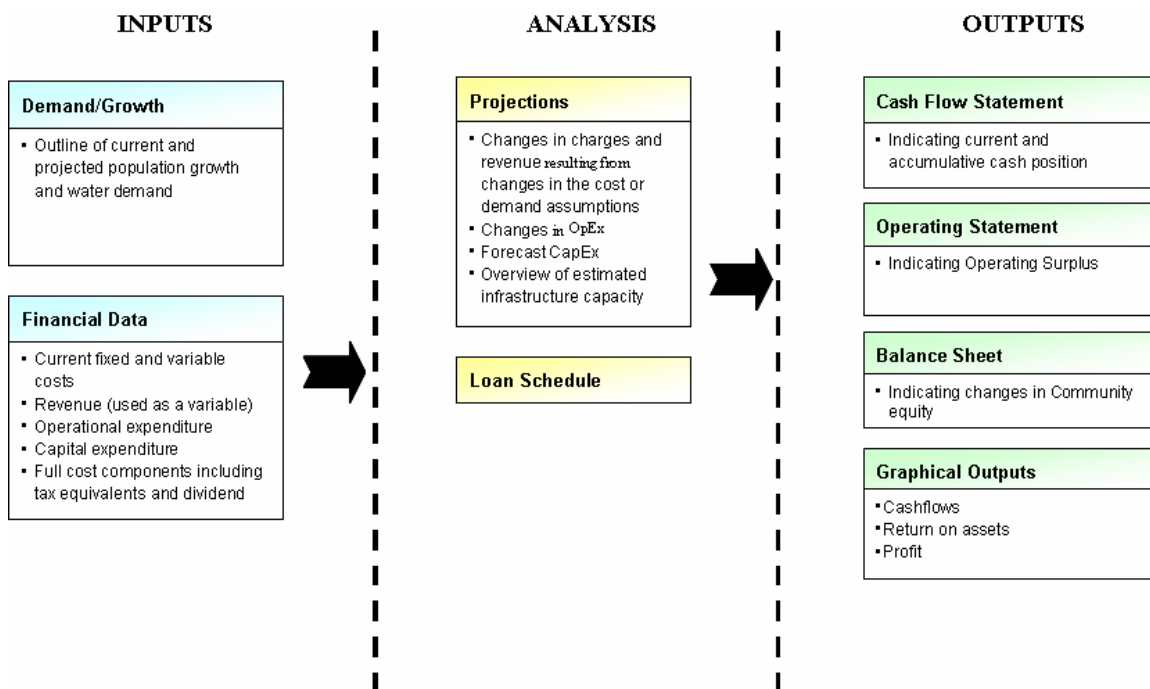 INPUTS
Demand/Growth
▪ Outline of current and
projected population growth
and water demand
Financial Data
▪ Current fixed and variable
costs
▪ Revenue (used as a variable)
▪ Operational expenditure
▪ Capital expenditure
▪ Full cost components including
tax equivalents and dividend
ANALYSIS
Projections
▪ Changes in charges and
revenue resulting from
changes in the cost or
demand assumptions
▪ Changes in OpEx
▪ Forecast CapEx
▪ Overview of estimated
infrastructure capacity
Loan Schedule
OUTPUTS
Cash Flow Statement
▪ Indicating current and
accumulative cash position
Operating Statement
▪ Indicating Operating Surplus
Balance Sheet
▪ Indicating changes in Community
equity
Graphical Outputs
▪Cashflows
▪Return on assets
▪Profit